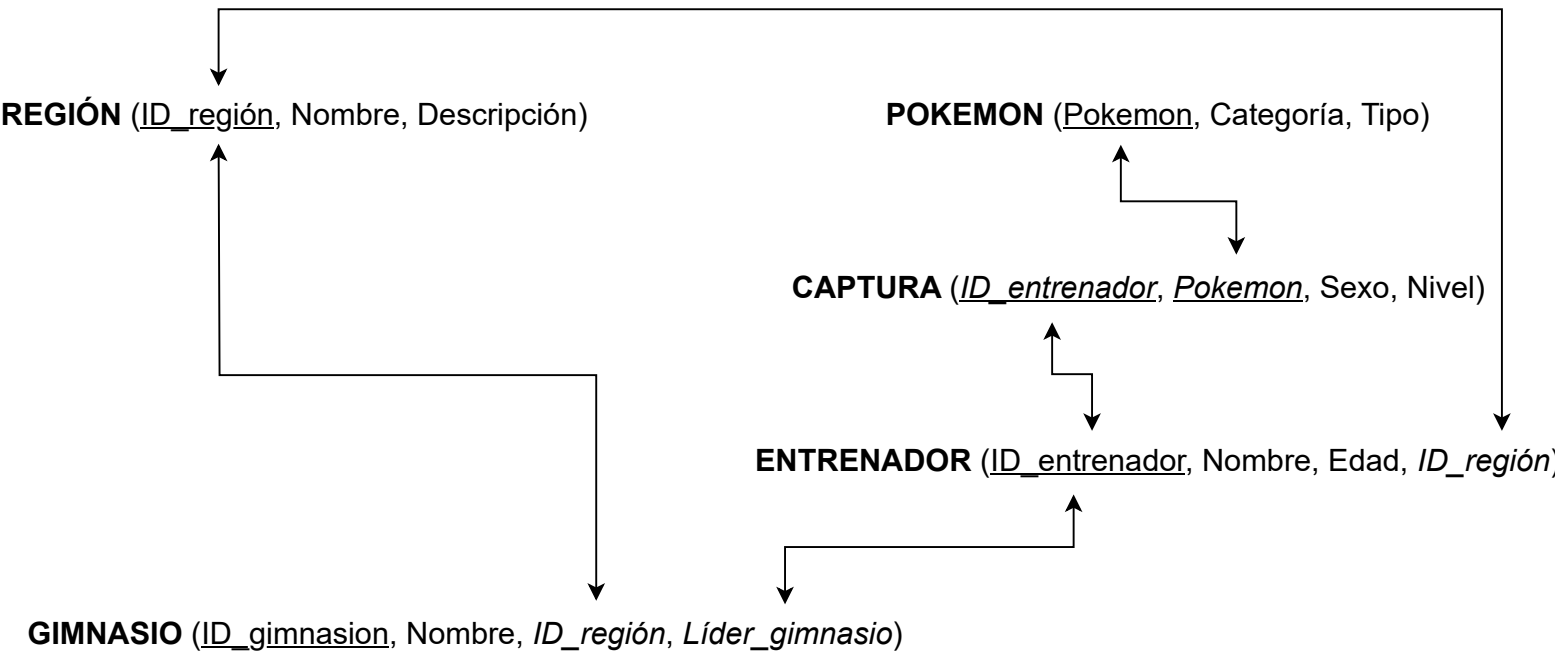 REGIÓN (ID_región, Nombre, Descripción)
POKEMON (Pokemon, Categoría, Tipo)
CAPTURA (ID_entrenador, Pokemon, Sexo, Nivel)
ENTRENADOR (ID_entrenador, Nombre, Edad, ID_región)
GIMNASIO (ID_gimnasion, Nombre, ID_región, Líder_gimnasio)